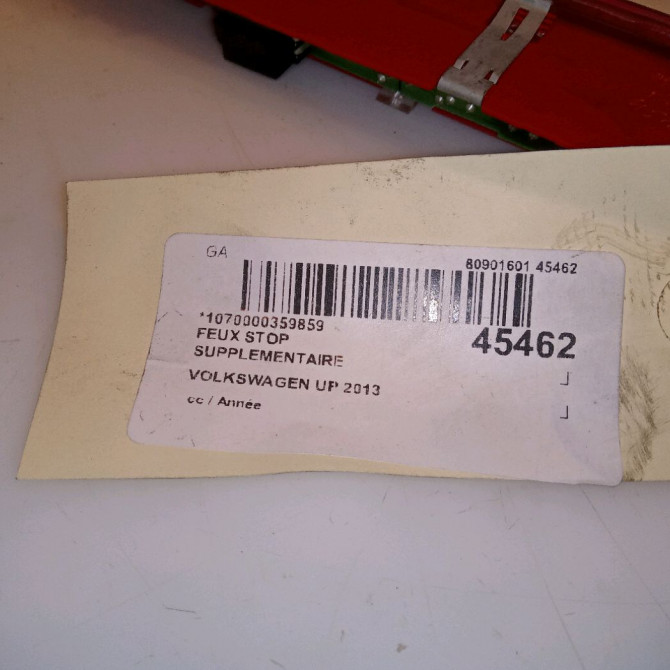 GA
80901601 45462
*1070000359859
45462
FEUX STOP
SUPPLEMENTAIRE
VOLKSWAGEN UP 2013
cc / Année